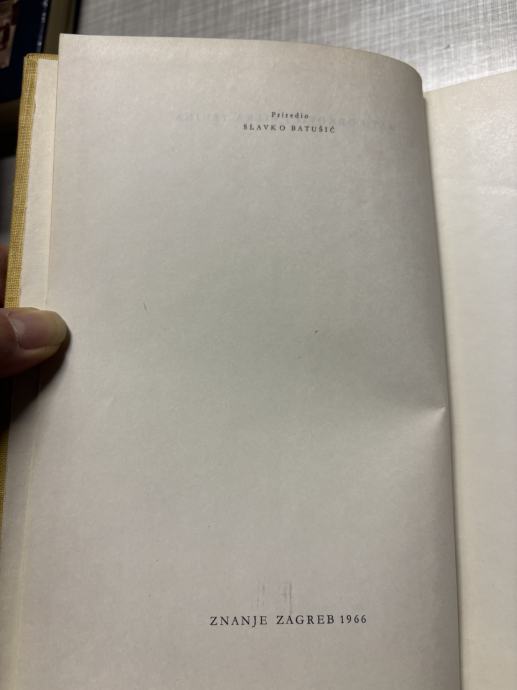 Priredio
SLAVKO BATUŠIĆ
ZNANJE ZAGREB 1966